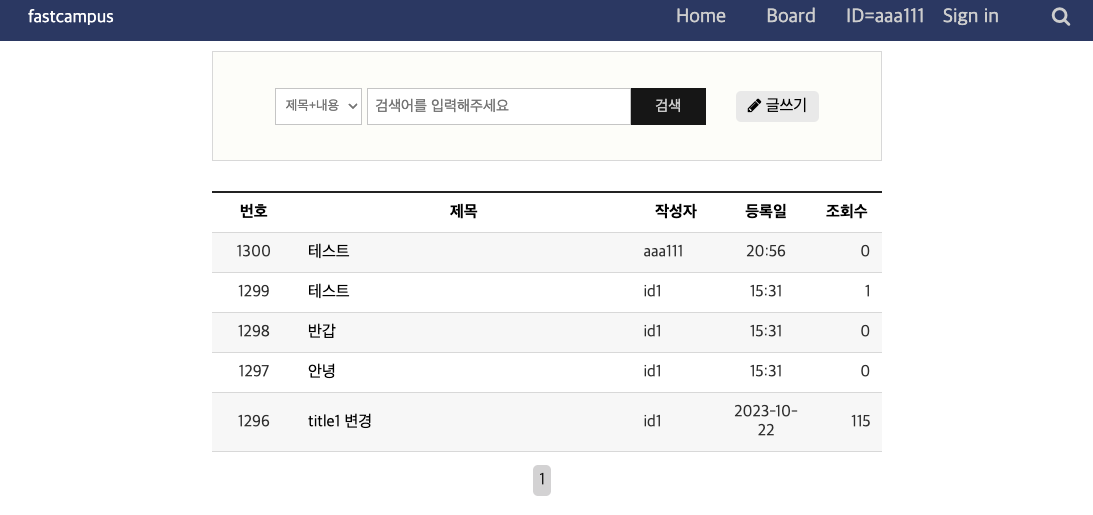 fastcampus Home Board ID=aaa111 Sign in
제목+내용 검색어를 입력해주세요 검색 글쓰기
번호 제목 작성자 등록일 조회수
1300 테스트 aaa111 20:56 0
1299 테스트 id1 15:31 1
1298 반갑 id1 15:31 0
1297 안녕 id1 15:31 0
1296 title1 변경 id1 2023-10-22 115
1